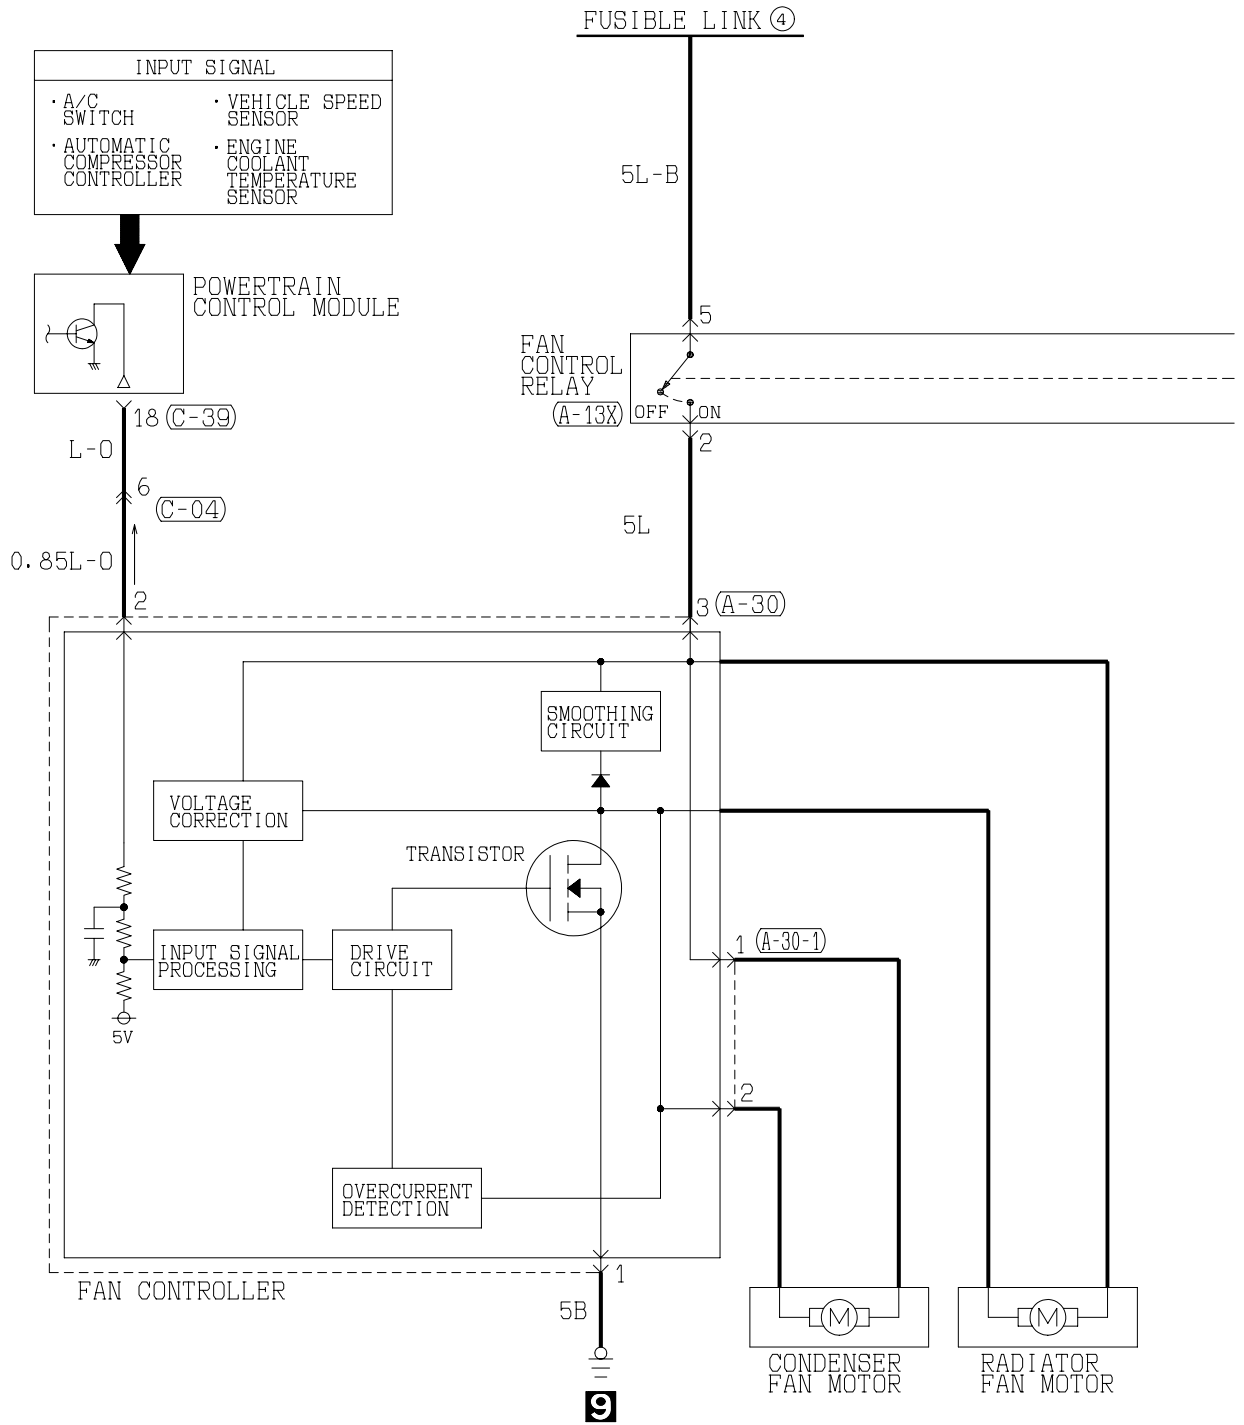 FUSIBLE LINK ④
INPUT SIGNAL
· A/C
SWITCH
· AUTOMATIC
COMPRESSOR
CONTROLLER
· VEHICLE SPEED
SENSOR
· ENGINE
COOLANT
TEMPERATURE
SENSOR
5L-B
POWERTRAIN
CONTROL MODULE
5
FAN
CONTROL
RELAY
(A-13X)
OFF
ON
18 (C-39)
2
L-O
6
(C-04)
5L
0.85L-O
2
3 (A-30)
SMOOTHING
CIRCUIT
VOLTAGE
CORRECTION
TRANSISTOR
INPUT SIGNAL
PROCESSING
DRIVE
CIRCUIT
1 (A-30-1)
5V
2
OVERCURRENT
DETECTION
1
FAN CONTROLLER
5B
M
M
CONDENSER
FAN MOTOR
RADIATOR
FAN MOTOR
9